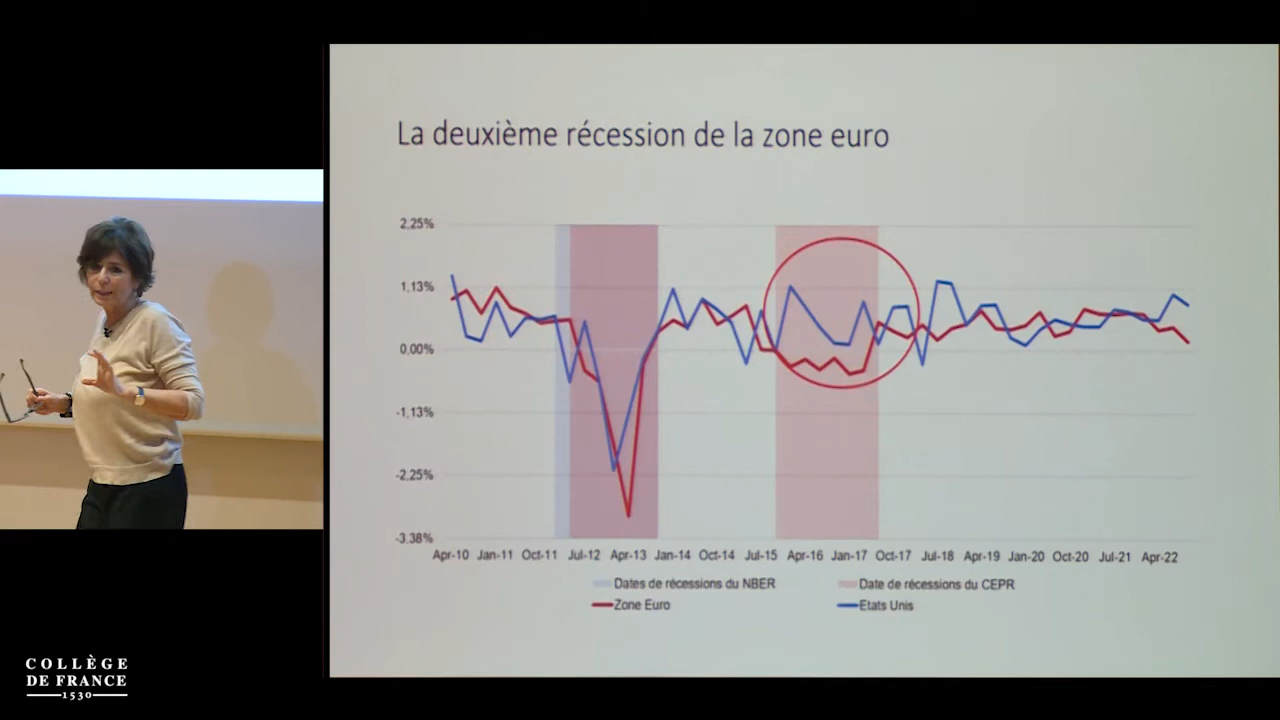 La deuxième récession de la zone euro
2,25%
1,13%
0,00%
-1,13%
-2,25%
-3,38%
Apr-10 Jan-11 Oct-11 Jul-12 Apr-13 Jan-14 Oct-14 Jul-15 Apr-16 Jan-17 Oct-17 Jul-18 Apr-19 Jan-20 Oct-20 Jul-21 Apr-22
Dates de récessions du NBER Date de récessions du CEPR
Zone Euro Etats Unis
COLLÈGE
DE FRANCE
1530